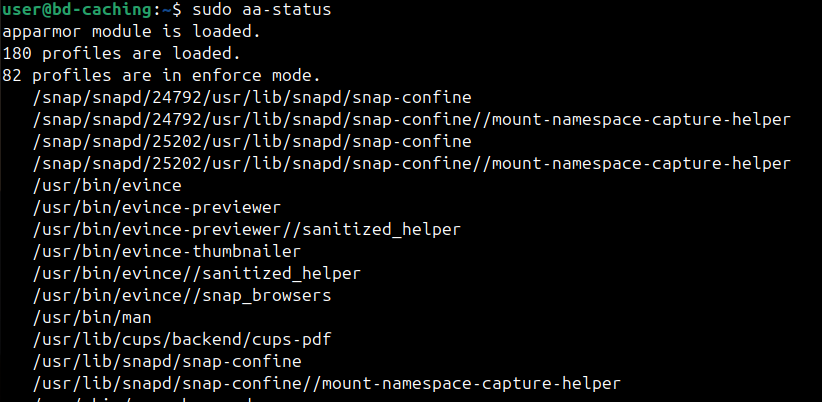 user@bd-caching:~$ sudo aa-status
apparmor module is loaded.
180 profiles are loaded.
82 profiles are in enforce mode.
/snap/snapd/24792/usr/lib/snapd/snap-confine
/snap/snapd/24792/usr/lib/snapd/snap-confine//mount-namespace-capture-helper
/snap/snapd/25202/usr/lib/snapd/snap-confine
/snap/snapd/25202/usr/lib/snapd/snap-confine//mount-namespace-capture-helper
/usr/bin/evince
/usr/bin/evince-previewer
/usr/bin/evince-previewer//sanitized_helper
/usr/bin/evince-thumbnailer
/usr/bin/evince//sanitized_helper
/usr/bin/evince//snap_browsers
/usr/bin/man
/usr/lib/cups/backend/cups-pdf
/usr/lib/snapd/snap-confine
/usr/lib/snapd/snap-confine//mount-namespace-capture-helper